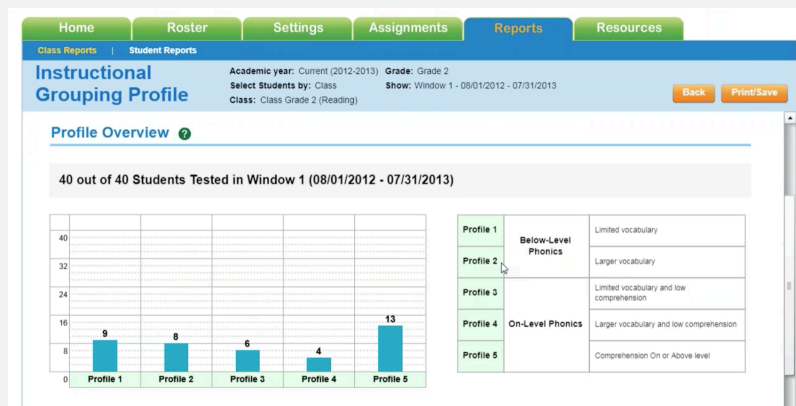 Home Roster Settings Assignments Reports Resources
Class Reports | Student Reports
Instructional
Grouping Profile
Academic year: Current (2012-2013) Grade: Grade 2
Select Students by: Class Show: Window 1 - 08/01/2012 - 07/31/2013
Class: Class Grade 2 (Reading)
Back Print/Save
Profile Overview ?
40 out of 40 Students Tested in Window 1 (08/01/2012 - 07/31/2013)
40
32
24
16
8
0
9
8
6
4
13
Profile 1 Profile 2 Profile 3 Profile 4 Profile 5
Profile 1
Profile 2
Below-Level
Phonics
Limited vocabulary
Larger vocabulary
Profile 3
Profile 4
Profile 5
On-Level Phonics
Limited vocabulary and low
comprehension
Larger vocabulary and low comprehension
Comprehension On or Above level